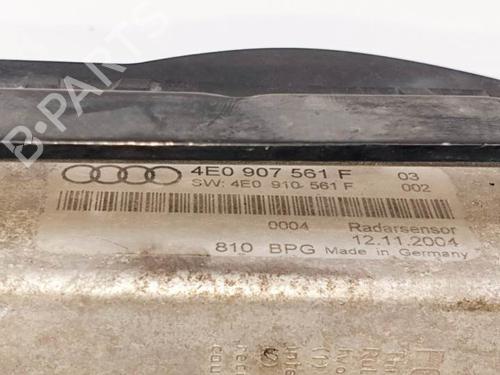 4E0 907 561 F 03
SW: 4E0 910 561 F 002
0004 Radarsensor
12.11.2004
810 BPG Made in Germany
B-PARTS